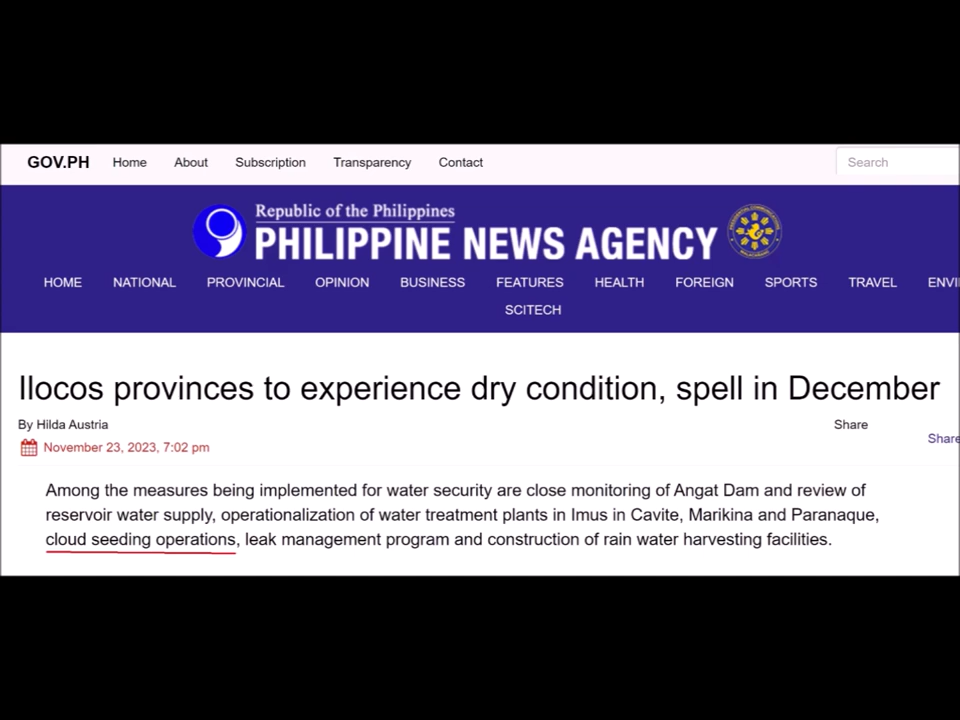 GOV.PH Home About Subscription Transparency Contact Search
Republic of the Philippines
PHILIPPINE NEWS AGENCY
HOME NATIONAL PROVINCIAL OPINION BUSINESS FEATURES HEALTH FOREIGN SPORTS TRAVEL ENVI
SCITECH
Ilocos provinces to experience dry condition, spell in December
By Hilda Austria Share
Share
November 23, 2023, 7:02 pm
Among the measures being implemented for water security are close monitoring of Angat Dam and review of
reservoir water supply, operationalization of water treatment plants in Imus in Cavite, Marikina and Paranaque,
cloud seeding operations, leak management program and construction of rain water harvesting facilities.